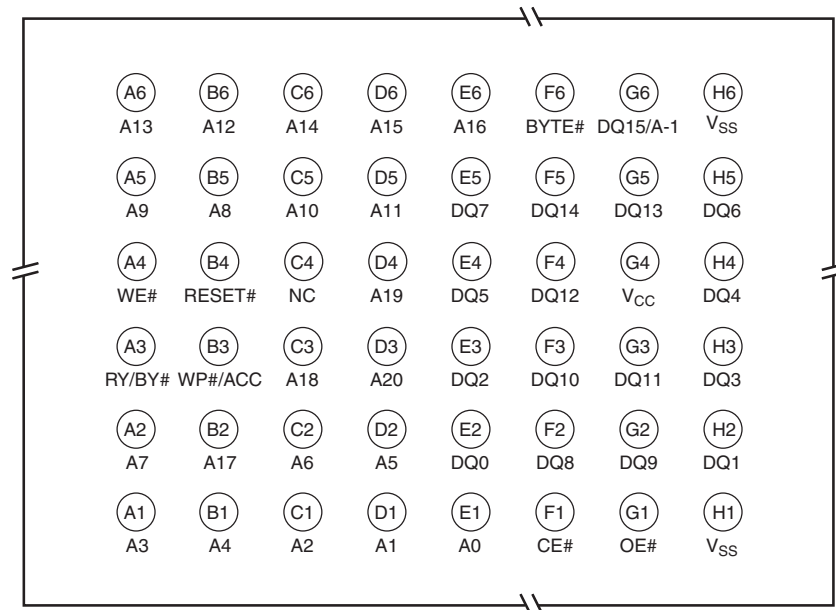 A6 B6 C6 D6 E6 F6 G6 H6
A13 A12 A14 A15 A16 BYTE# DQ15/A-1 VSS
A5 B5 C5 D5 E5 F5 G5 H5
A9 A8 A10 A11 DQ7 DQ14 DQ13 DQ6
A4 B4 C4 D4 E4 F4 G4 H4
WE# RESET# NC A19 DQ5 DQ12 VCC DQ4
A3 B3 C3 D3 E3 F3 G3 H3
RY/BY# WP#/ACC A18 A20 DQ2 DQ10 DQ11 DQ3
A2 B2 C2 D2 E2 F2 G2 H2
A7 A17 A6 A5 DQ0 DQ8 DQ9 DQ1
A1 B1 C1 D1 E1 F1 G1 H1
A3 A4 A2 A1 A0 CE# OE# VSS